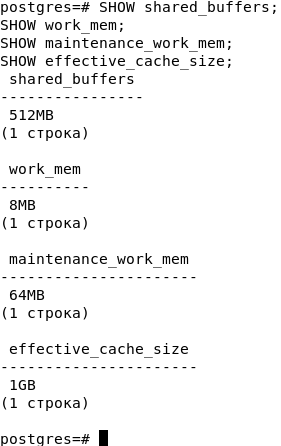 postgres=# SHOW shared_buffers;
SHOW work_mem;
SHOW maintenance_work_mem;
SHOW effective_cache_size;
 shared_buffers
----------------
 512MB
(1 строка)

 work_mem
----------
 8MB
(1 строка)

 maintenance_work_mem
----------------------
 64MB
(1 строка)

 effective_cache_size
----------------------
 1GB
(1 строка)

postgres=#